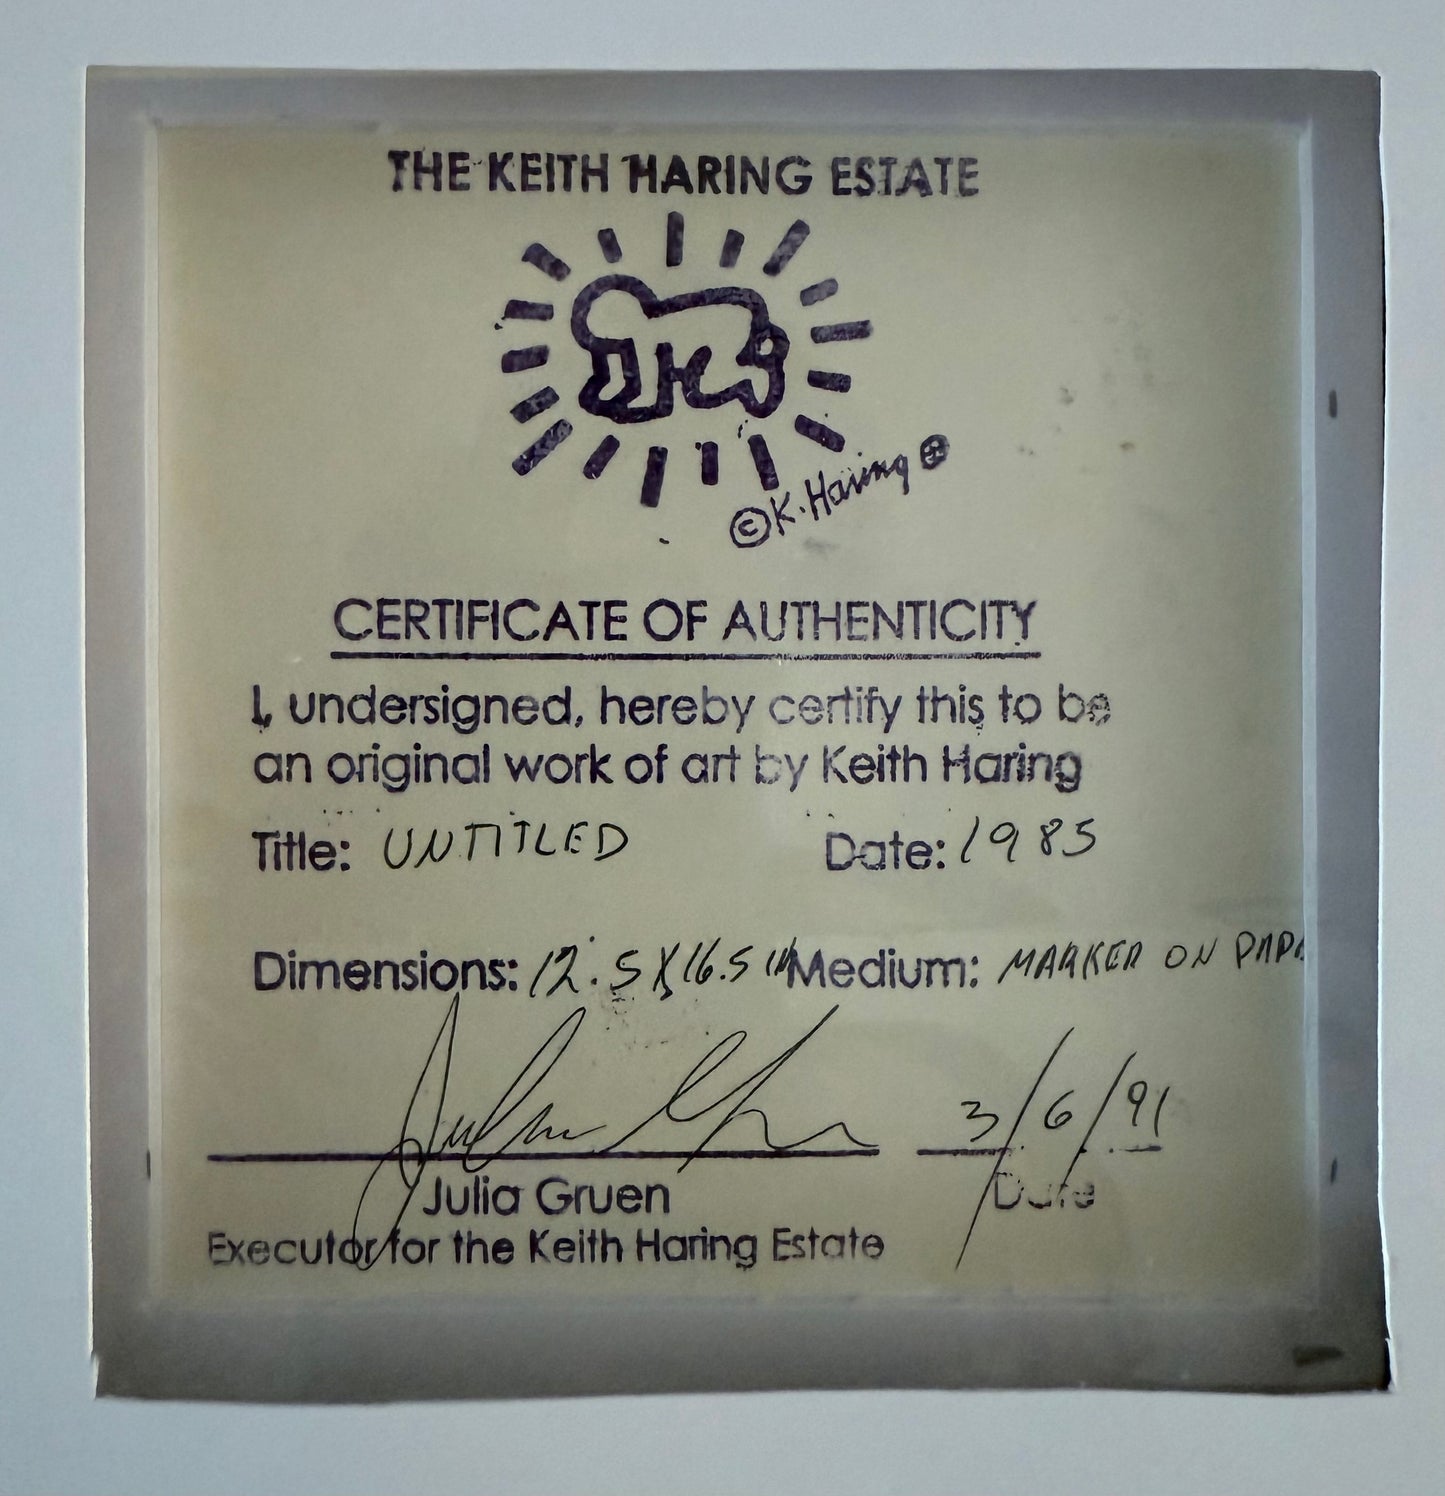 THE KEITH HARING ESTATE
© K. Haring ⊕
CERTIFICATE OF AUTHENTICITY
I, undersigned, hereby certify this to be
an original work of art by Keith Haring
Title: UNTITLED Date: 1985
Dimensions: 12.5 X 16.5 IN Medium: MARKER ON PAPE
3/6/91
Julia Gruen Date
Executor for the Keith Haring Estate